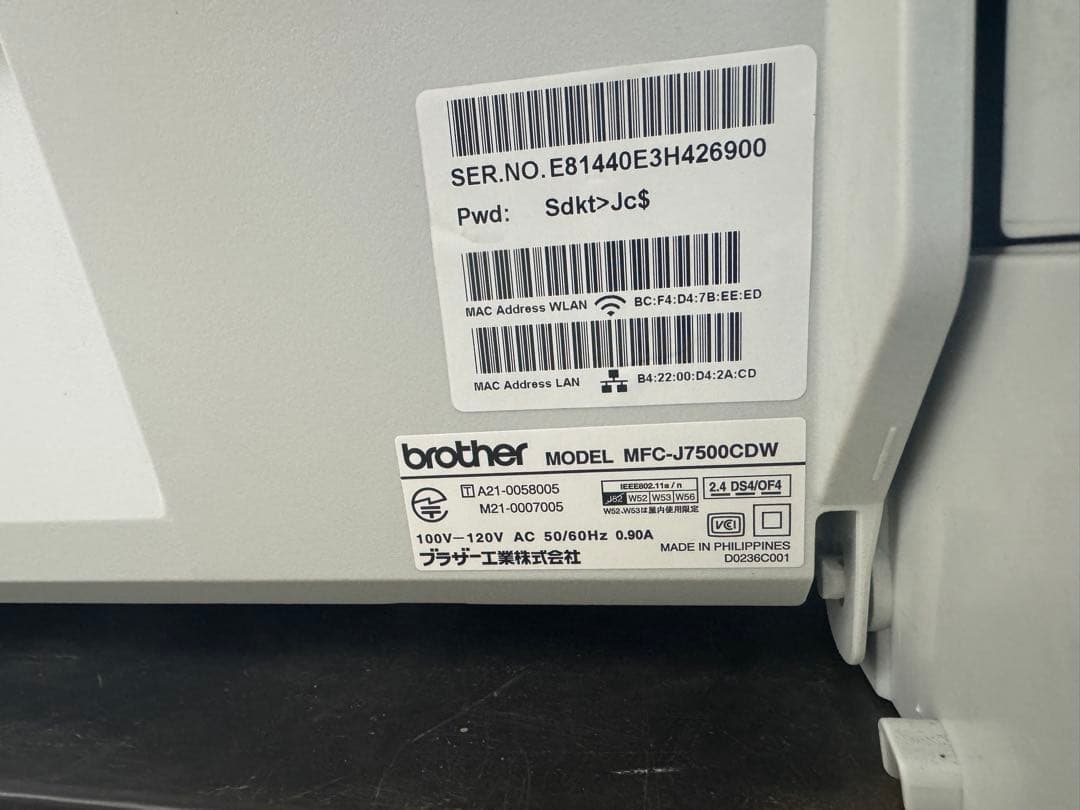 SER.NO. E81440E3H426900
Pwd: Sdkt>Jc$
MAC Address WLAN BC:F4:D4:7B:EE:ED
MAC Address LAN B4:22:00:D4:2A:CD
brother MODEL MFC-J7500CDW
T A21-0058005
M21-0007005
IEEE802.11a/n
J52 W52 W53 W56
W52、W53は屋内使用限定
2.4 DS4/OF4
VCI
100V-120V AC 50/60Hz 0.90A
MADE IN PHILIPPINES
ブラザー工業株式会社
D0236C001